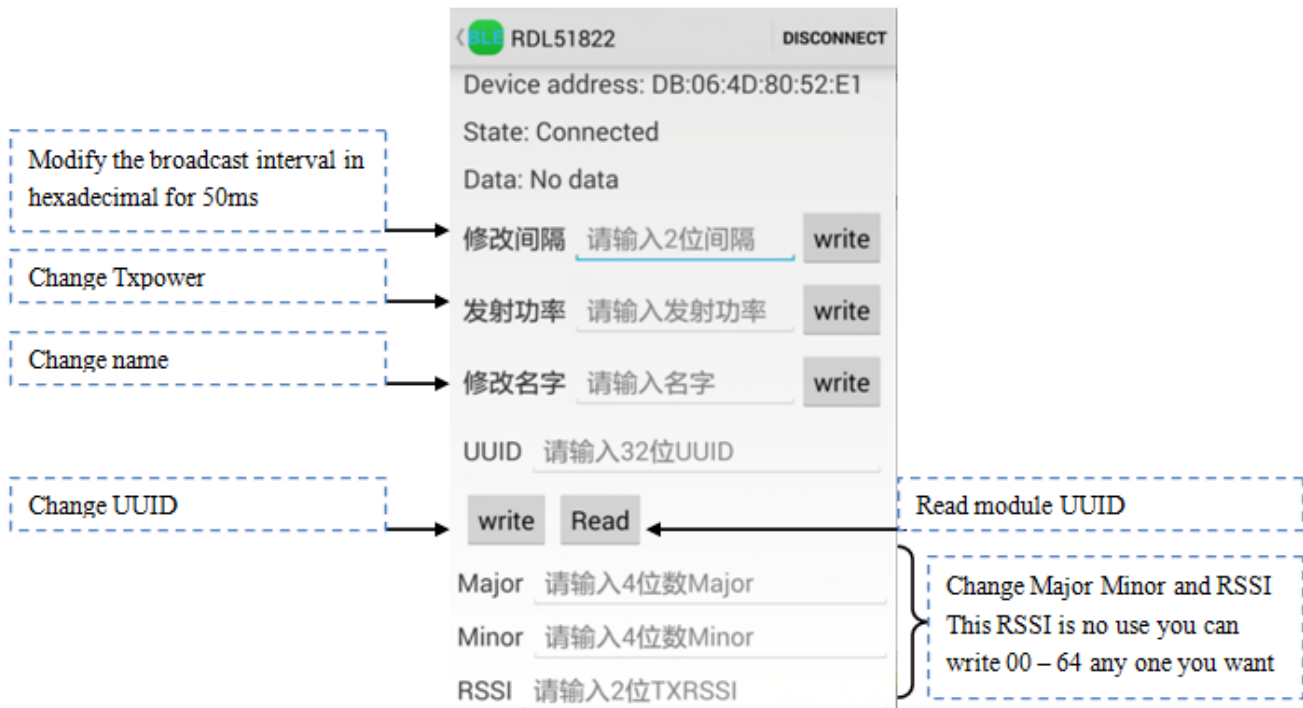 BLE RDL51822 DISCONNECT
Device address: DB:06:4D:80:52:E1
State: Connected
Data: No data
Modify the broadcast interval in
hexadecimal for 50ms
修改间隔 请输入2位间隔 write
Change Txpower
发射功率 请输入发射功率 write
Change name
修改名字 请输入名字 write
UUID 请输入32位UUID
Change UUID
write Read
Read module UUID
Major 请输入4位数Major
Minor 请输入4位数Minor
RSSI 请输入2位TXRSSI
Change Major Minor and RSSI
This RSSI is no use you can
write 00 – 64 any one you want